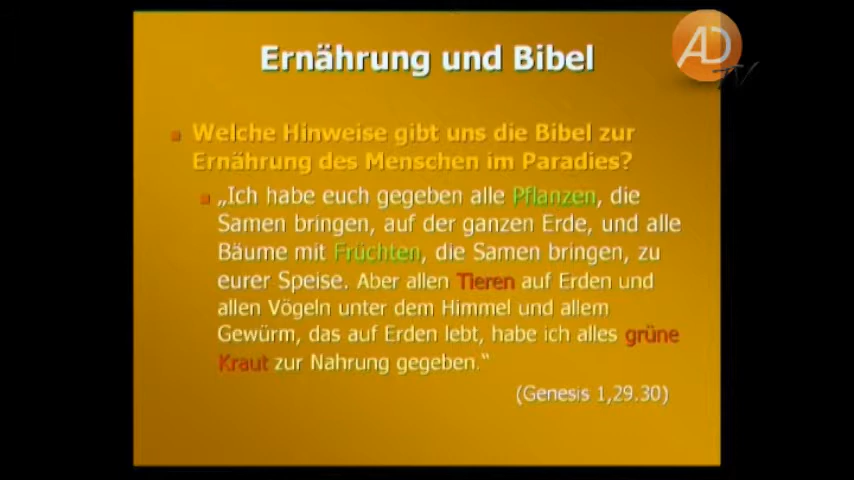 Ernährung und Bibel
AD
TV
Welche Hinweise gibt uns die Bibel zur
Ernährung des Menschen im Paradies?
„Ich habe euch gegeben alle Pflanzen, die
Samen bringen, auf der ganzen Erde, und alle
Bäume mit Früchten, die Samen bringen, zu
eurer Speise. Aber allen Tieren auf Erden und
allen Vögeln unter dem Himmel und allem
Gewürm, das auf Erden lebt, habe ich alles grüne
Kraut zur Nahrung gegeben.“
(Genesis 1,29.30)